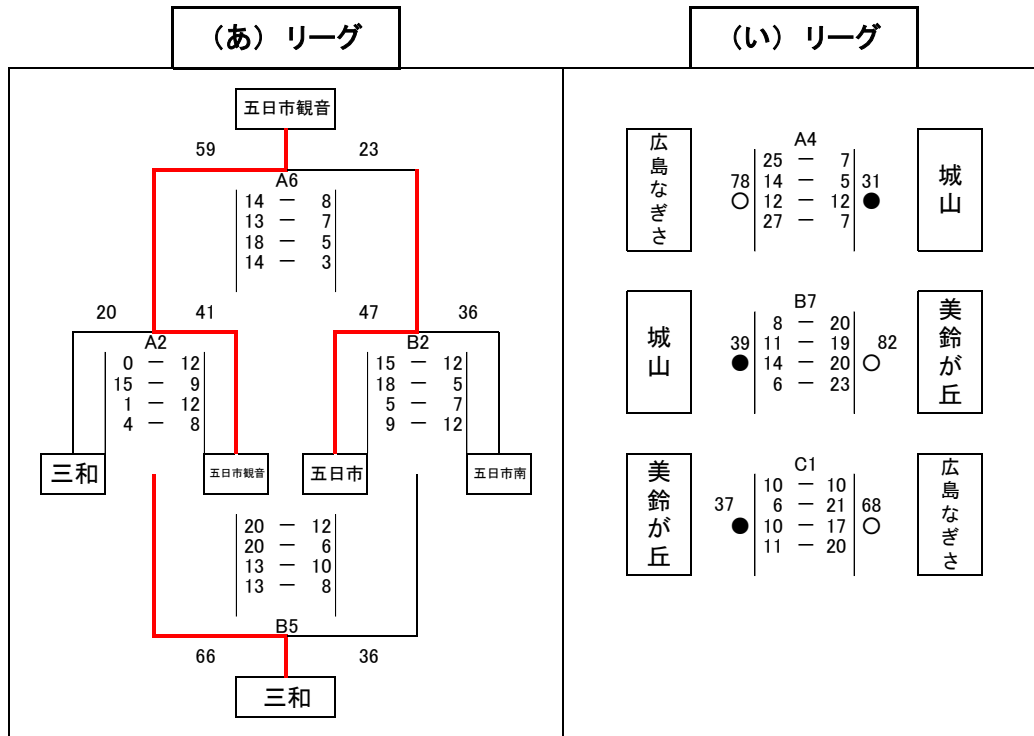 （あ） リーグ
五日市観音
59 23
A6
14 － 8
13 － 7
18 － 5
14 － 3
20 41
A2
0 － 12
15 － 9
1 － 12
4 － 8
47 36
B2
15 － 12
18 － 5
5 － 7
9 － 12
三和
五日市観音
五日市
五日市南
20 － 12
20 － 6
13 － 10
13 － 8
B5
66 36
三和
（い） リーグ
広島なぎさ
A4
25 － 7
14 － 5
12 － 12
27 － 7
78 ○
31 ●
城山
城山
B7
8 － 20
11 － 19
14 － 20
6 － 23
39 ●
82 ○
美鈴が丘
美鈴が丘
C1
10 － 10
6 － 21
10 － 17
11 － 20
37 ●
68 ○
広島なぎさ